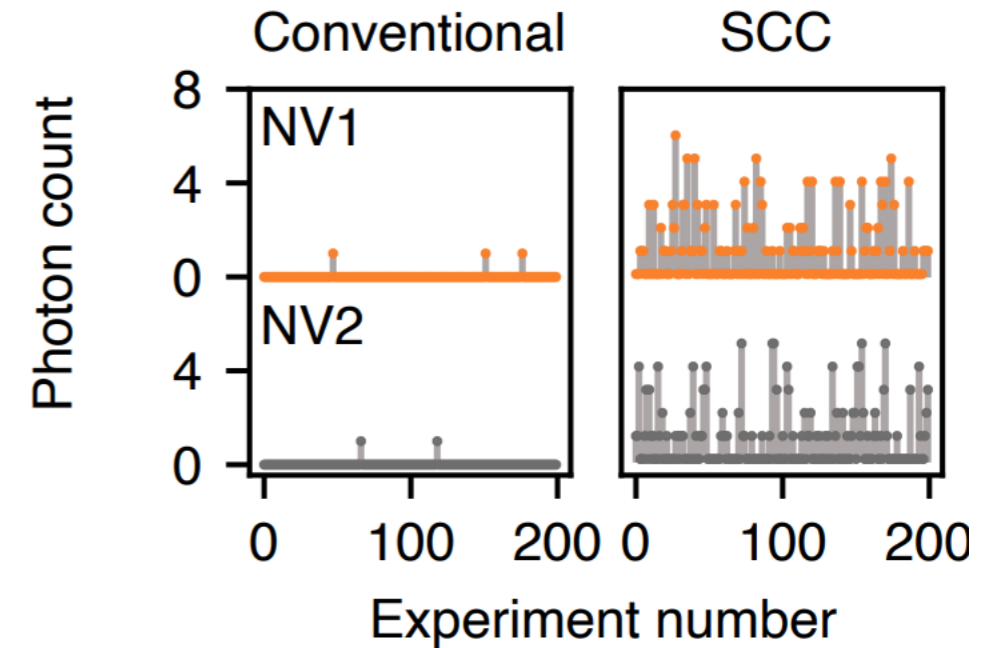 Conventional
SCC
Photon count
8
4
0
4
0
NV1
NV2
0 100 200
0 100 200
Experiment number